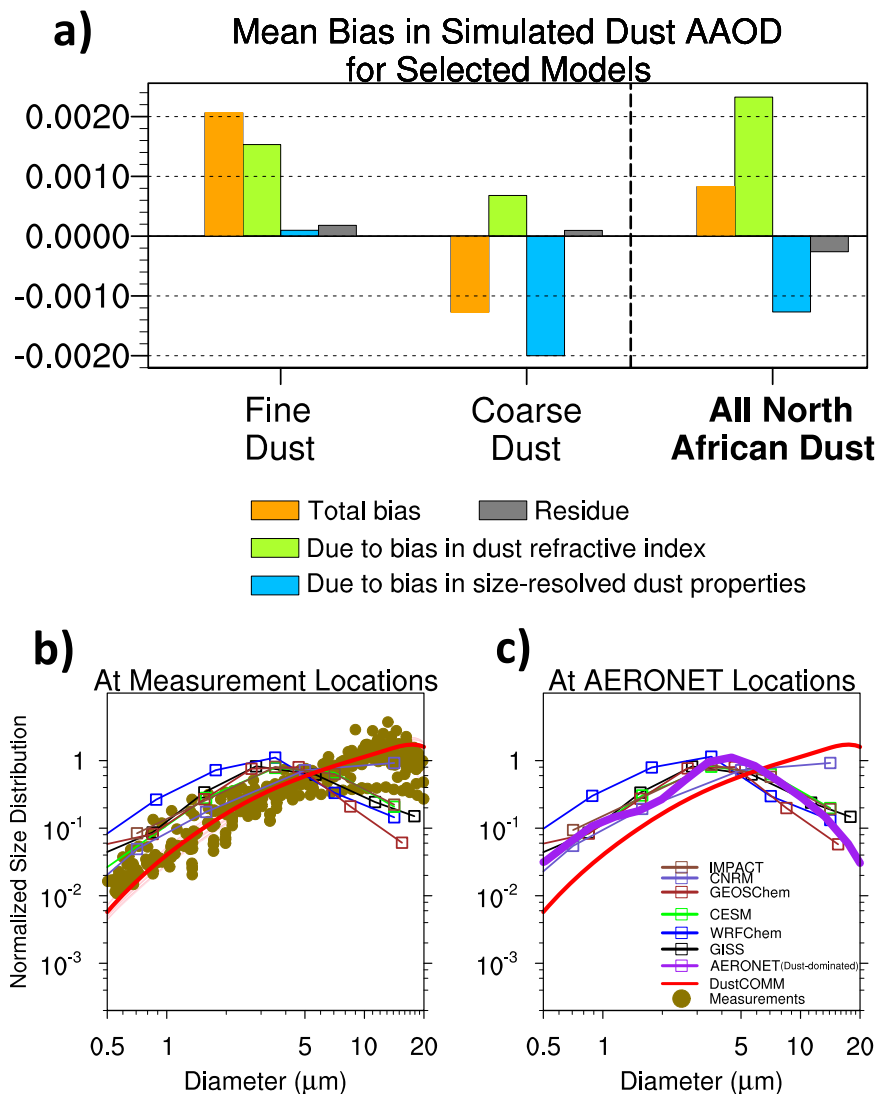 a)
Mean Bias in Simulated Dust AAOD
for Selected Models
0.0020
0.0010
0.0000
-0.0010
-0.0020
Fine
Dust
Coarse
Dust
All North
African Dust
Total bias
Residue
Due to bias in dust refractive index
Due to bias in size-resolved dust properties
b)
At Measurement Locations
Normalized Size Distribution
1
10-1
10-2
10-3
0.5 1 5 10 20
Diameter (μm)
c)
At AERONET Locations
1
10-1
10-2
10-3
IMPACT
CNRM
GEOSChem
CESM
WRFChem
GISS
AERONET(Dust-dominated)
DustCOMM
Measurements
0.5 1 5 10 20
Diameter (μm)